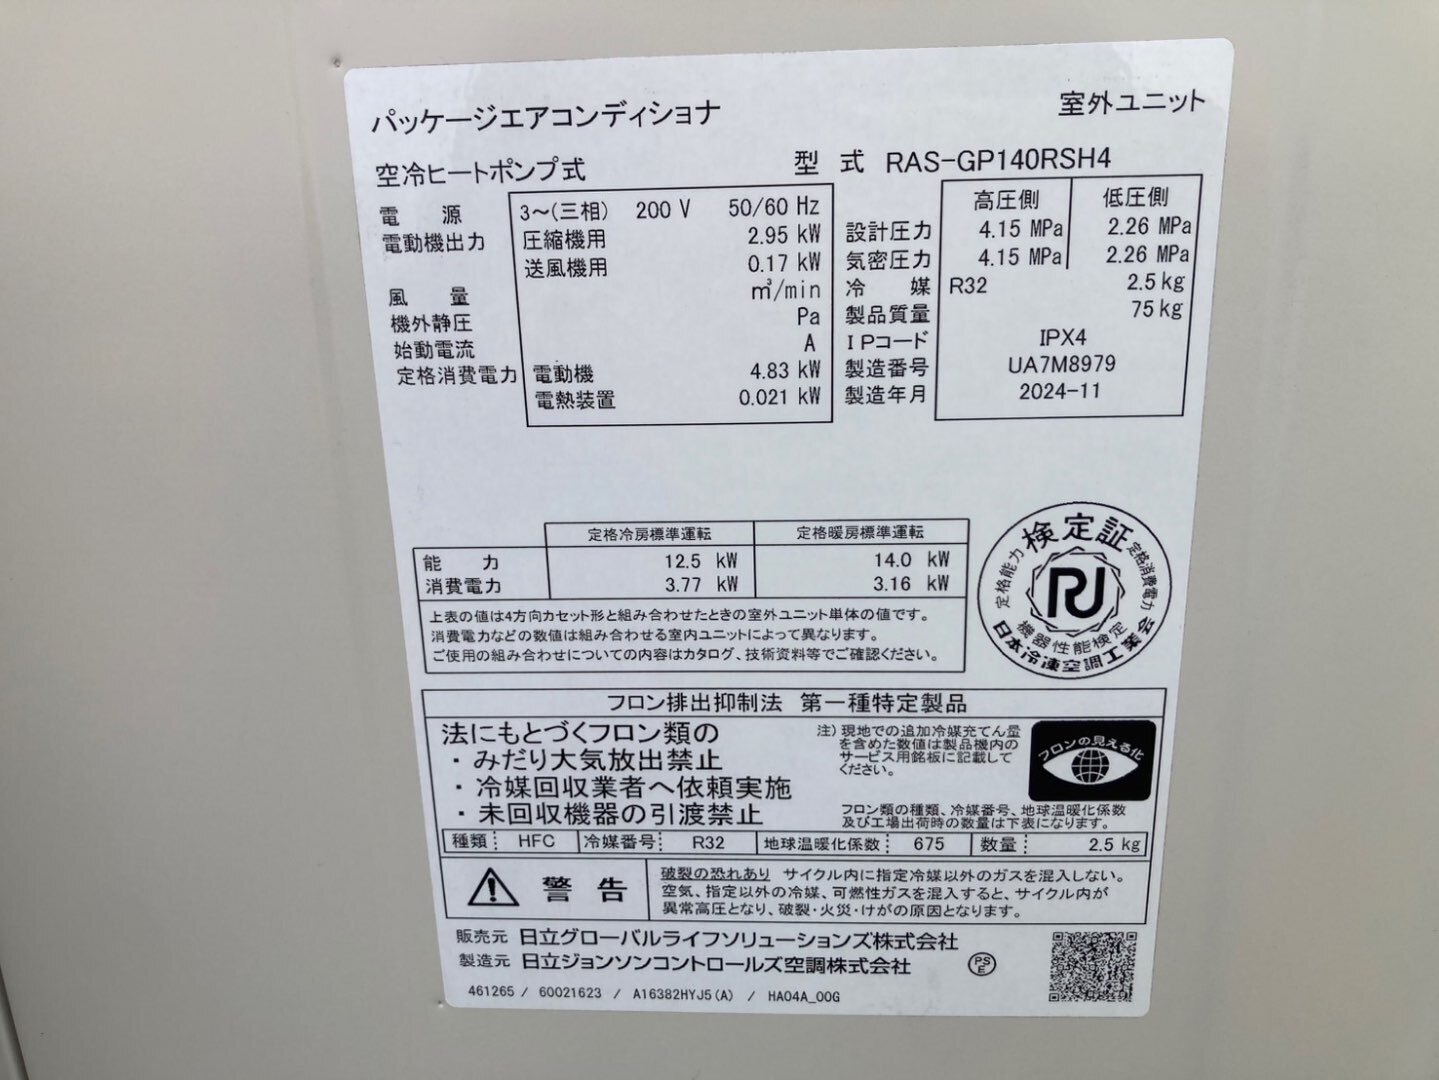 パッケージエアコンディショナ 室外ユニット
空冷ヒートポンプ式 型式 RAS-GP140RSH4
電源 3～(三相) 200 V 50/60 Hz
電動機出力 圧縮機用 2.95 kW
送風機用 0.17 kW
風量 m³/min
機外静圧 Pa
始動電流 A
定格消費電力 電動機 4.83 kW
電熱装置 0.021 kW
高圧側 低圧側
設計圧力 4.15 MPa 2.26 MPa
気密圧力 4.15 MPa 2.26 MPa
冷媒 R32 2.5 kg
製品質量 75 kg
IPコード IPX4
製造番号 UA7M8979
製造年月 2024-11
定格冷房標準運転 定格暖房標準運転
能力 12.5 kW 14.0 kW
消費電力 3.77 kW 3.16 kW
上表の値は4方向カセット形と組み合わせたときの室外ユニット単体の値です。
消費電力などの数値は組み合わせる室内ユニットによって異なります。
ご使用の組み合わせについての内容はカタログ、技術資料等でご確認ください。
検定証
定格能力
定格消費電力
RJ
機器性能検定
日本冷凍空調工業会
フロン排出抑制法 第一種特定製品
法にもとづくフロン類の
・みだり大気放出禁止
・冷媒回収業者へ依頼実施
・未回収機器の引渡禁止
注）現地での追加冷媒充てん量
を含めた数値は製品機内の
サービス用銘板に記載して
ください。
フロンの見える化
フロン類の種類、冷媒番号、地球温暖化係数
及び工場出荷時の数量は下表になります。
種類： HFC 冷媒番号： R32 地球温暖化係数： 675 数量： 2.5 kg
警告
破裂の恐れあり サイクル内に指定冷媒以外のガスを混入しない。
空気、指定以外の冷媒、可燃性ガスを混入すると、サイクル内が
異常高圧となり、破裂・火災・けがの原因となります。
販売元 日立グローバルライフソリューションズ株式会社
製造元 日立ジョンソンコントロールズ空調株式会社
PS
E
461265 / 60021623 / A16382HYJ5(A) / HA04A_00G